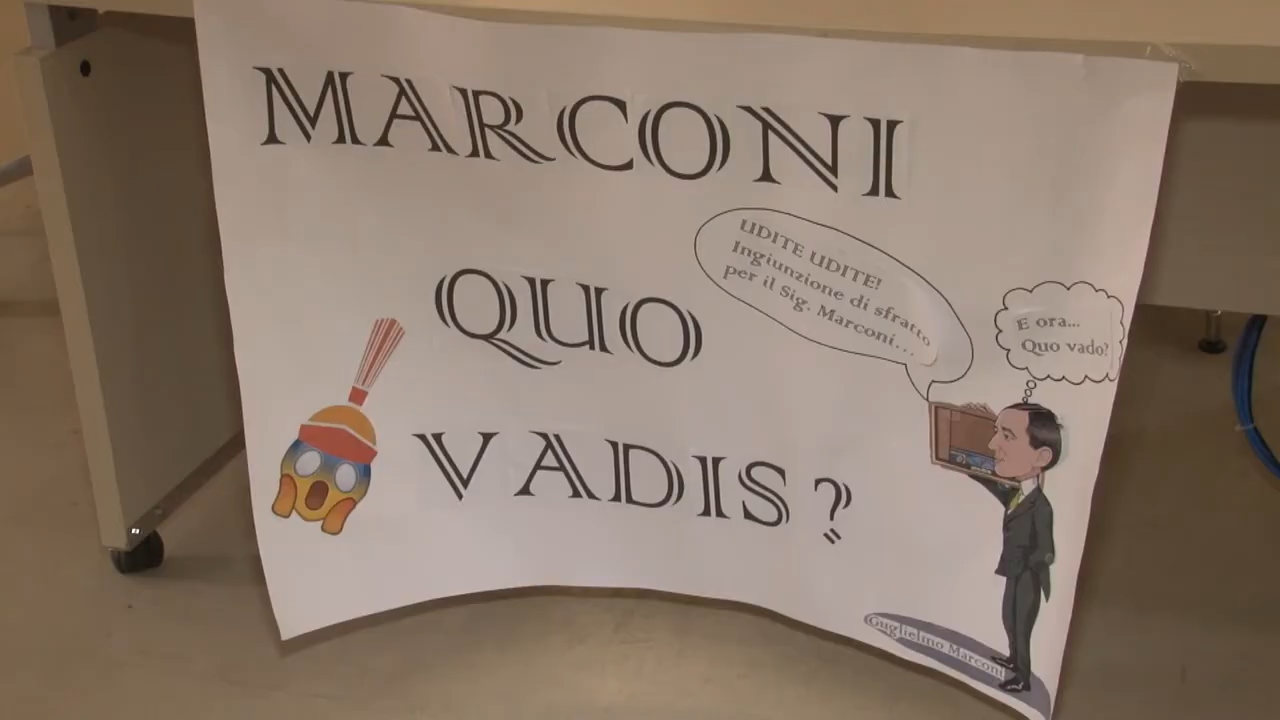 MARCONI
QUO
VADIS?
UDITE UDITE!
Ingiunzione di sfratto
per il Sig. Marconi...
E ora...
Quo vado?
Guglielmo Marconi